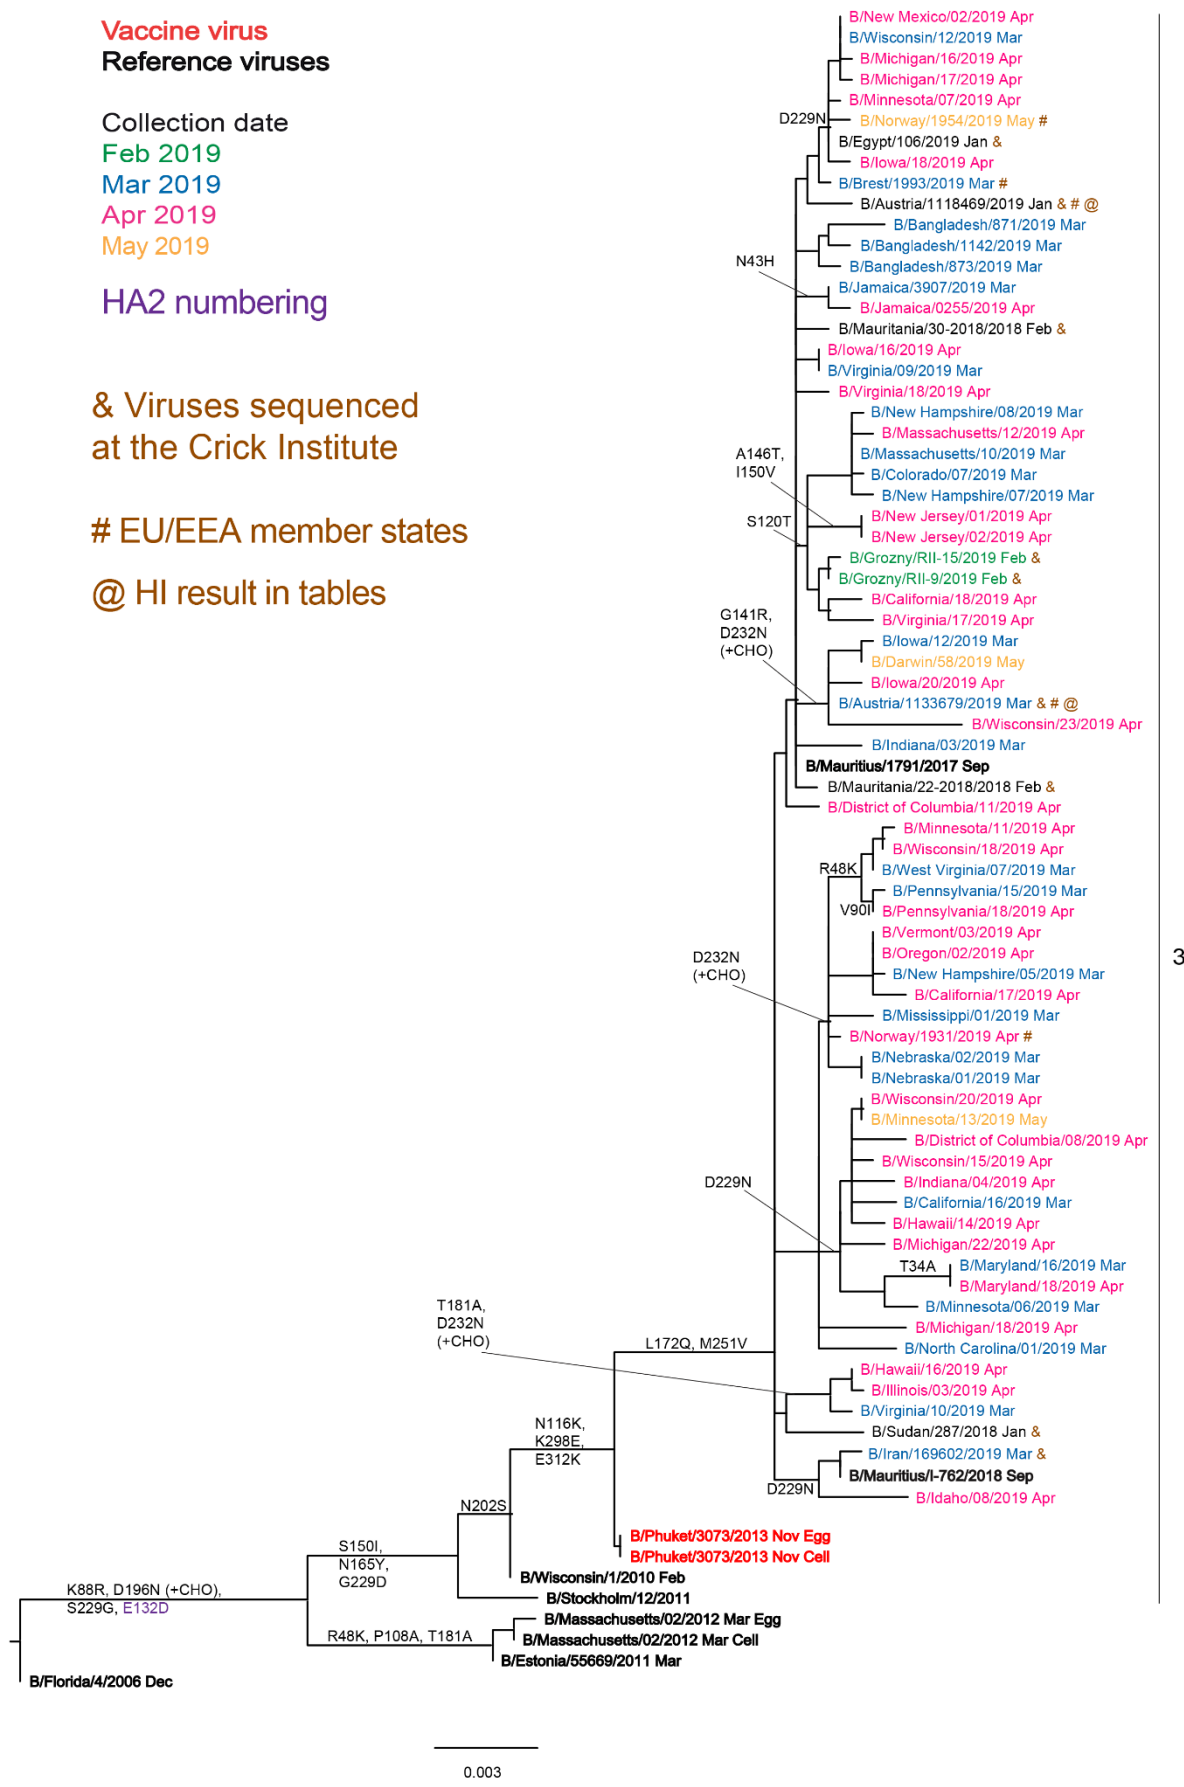 Vaccine virus
Reference viruses
Collection date
Feb 2019
Mar 2019
Apr 2019
May 2019
HA2 numbering
& Viruses sequenced
at the Crick Institute
# EU/EEA member states
@ HI result in tables
B/New Mexico/02/2019 Apr
B/Wisconsin/12/2019 Mar
B/Michigan/16/2019 Apr
B/Michigan/17/2019 Apr
B/Minnesota/07/2019 Apr
D229N
B/Norway/1954/2019 May #
B/Egypt/106/2019 Jan &
B/Iowa/18/2019 Apr
B/Brest/1993/2019 Mar #
B/Austria/1118469/2019 Jan & # @
B/Bangladesh/871/2019 Mar
B/Bangladesh/1142/2019 Mar
N43H
B/Bangladesh/873/2019 Mar
B/Jamaica/3907/2019 Mar
B/Jamaica/0255/2019 Apr
B/Mauritania/30-2018/2018 Feb &
B/Iowa/16/2019 Apr
B/Virginia/09/2019 Mar
B/Virginia/18/2019 Apr
B/New Hampshire/08/2019 Mar
B/Massachusetts/12/2019 Apr
A146T,
I150V
B/Massachusetts/10/2019 Mar
B/Colorado/07/2019 Mar
B/New Hampshire/07/2019 Mar
S120T
B/New Jersey/01/2019 Apr
B/New Jersey/02/2019 Apr
B/Grozny/RII-15/2019 Feb &
B/Grozny/RII-9/2019 Feb &
B/California/18/2019 Apr
B/Virginia/17/2019 Apr
G141R,
D232N
(+CHO)
B/Iowa/12/2019 Mar
B/Darwin/58/2019 May
B/Iowa/20/2019 Apr
B/Austria/1133679/2019 Mar & # @
B/Wisconsin/23/2019 Apr
B/Indiana/03/2019 Mar
B/Mauritius/1791/2017 Sep
B/Mauritania/22-2018/2018 Feb &
B/District of Columbia/11/2019 Apr
B/Minnesota/11/2019 Apr
B/Wisconsin/18/2019 Apr
R48K
B/West Virginia/07/2019 Mar
B/Pennsylvania/15/2019 Mar
V90I
B/Pennsylvania/18/2019 Apr
B/Vermont/03/2019 Apr
B/Oregon/02/2019 Apr
D232N
(+CHO)
3
B/New Hampshire/05/2019 Mar
B/California/17/2019 Apr
B/Mississippi/01/2019 Mar
B/Norway/1931/2019 Apr #
B/Nebraska/02/2019 Mar
B/Nebraska/01/2019 Mar
B/Wisconsin/20/2019 Apr
B/Minnesota/13/2019 May
B/District of Columbia/08/2019 Apr
B/Wisconsin/15/2019 Apr
D229N
B/Indiana/04/2019 Apr
B/California/16/2019 Mar
B/Hawaii/14/2019 Apr
B/Michigan/22/2019 Apr
T34A
B/Maryland/16/2019 Mar
B/Maryland/18/2019 Apr
B/Minnesota/06/2019 Mar
B/Michigan/18/2019 Apr
B/North Carolina/01/2019 Mar
T181A,
D232N
(+CHO)
L172Q, M251V
B/Hawaii/16/2019 Apr
B/Illinois/03/2019 Apr
B/Virginia/10/2019 Mar
B/Sudan/287/2018 Jan &
N116K,
K298E,
E312K
B/Iran/169602/2019 Mar &
B/Mauritius/I-762/2018 Sep
D229N
B/Idaho/08/2019 Apr
N202S
B/Phuket/3073/2013 Nov Egg
B/Phuket/3073/2013 Nov Cell
S150I,
N165Y,
G229D
B/Wisconsin/1/2010 Feb
B/Stockholm/12/2011
K88R, D196N (+CHO),
S229G, E132D
B/Massachusetts/02/2012 Mar Egg
R48K, P108A, T181A
B/Massachusetts/02/2012 Mar Cell
B/Estonia/55669/2011 Mar
B/Florida/4/2006 Dec
0.003